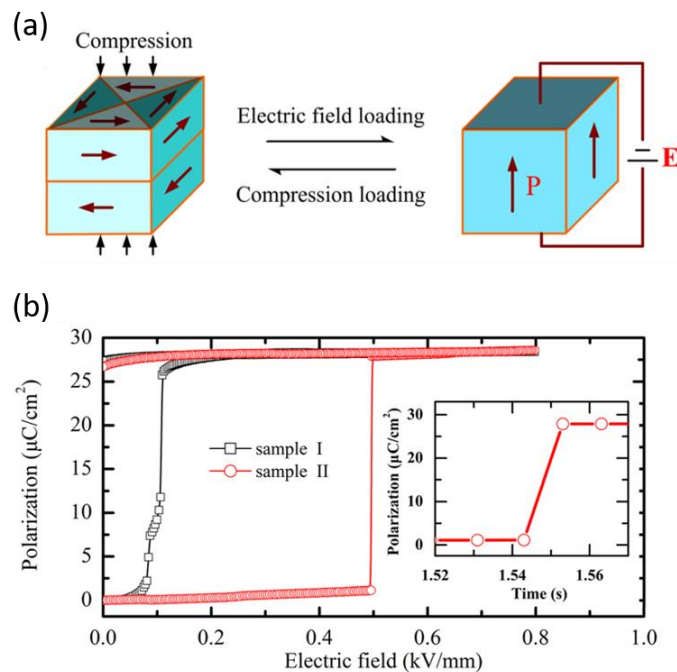 (a)
Compression
Electric field loading
Compression loading
P
E
(b)
30
25
20
15
10
5
0
Polarization (μC/cm²)
sample I
sample II
0.0 0.2 0.4 0.6 0.8 1.0
Electric field (kV/mm)
30
20
10
0
Polarization (μC/cm²)
1.52 1.54 1.56
Time (s)